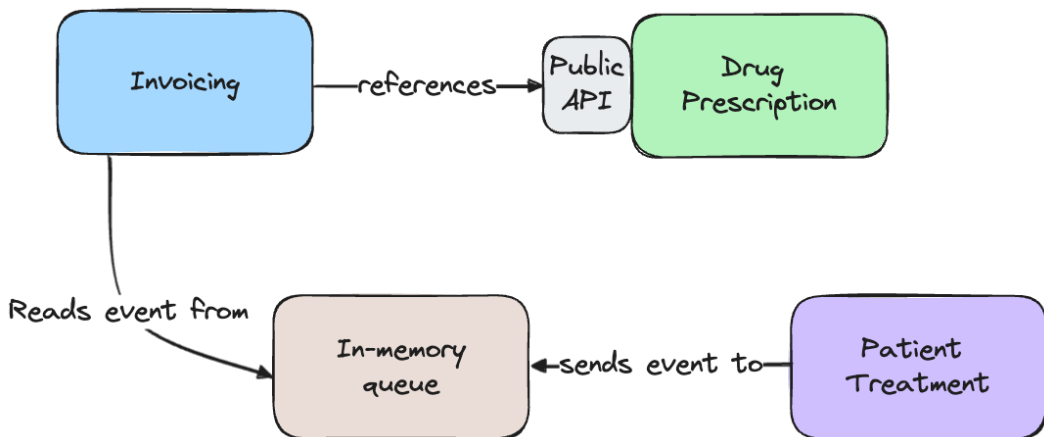 Invoicing
references
Public
API
Drug
Prescription
Reads event from
In-memory
queue
sends event to
Patient
Treatment